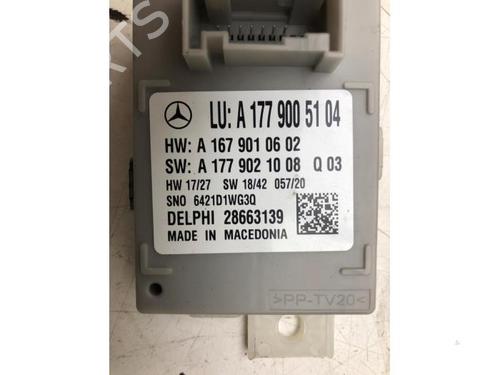 LU: A 177 900 51 04
HW: A 167 901 06 02
SW: A 177 902 10 08 Q 03
HW 17/27 SW 18/42 057/20
SNO 6421D1WG3Q
DELPHI 28663139
MADE IN MACEDONIA
>PP-TV20<